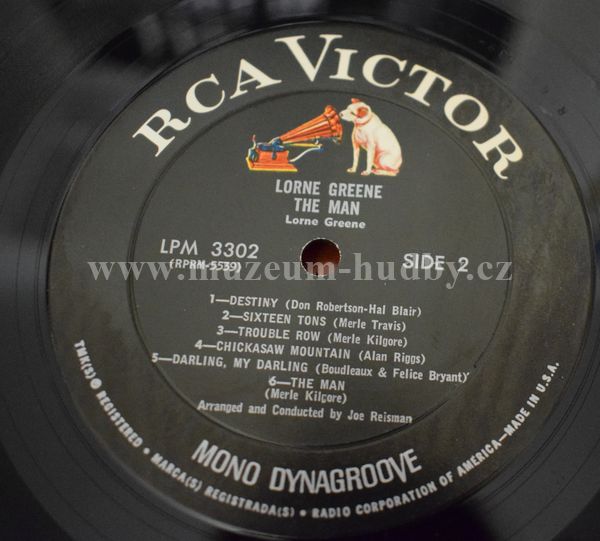 RCA VICTOR
LORNE GREENE
THE MAN
Lorne Greene
LPM 3302
(RPRM-5539)
SIDE 2
www.muzeum-hudby.cz
1—DESTINY (Don Robertson-Hal Blair)
2—SIXTEEN TONS (Merle Travis)
3—TROUBLE ROW (Merle Kilgore)
4—CHICKASAW MOUNTAIN (Alan Riggs)
5—DARLING, MY DARLING (Boudleaux & Felice Bryant)
6—THE MAN
(Merle Kilgore)
Arranged and Conducted by Joe Reisman
MONO DYNAGROOVE
TMK(S) ® REGISTERED • MARCA(S) REGISTRADA(S) • RADIO CORPORATION OF AMERICA—MADE IN U.S.A.